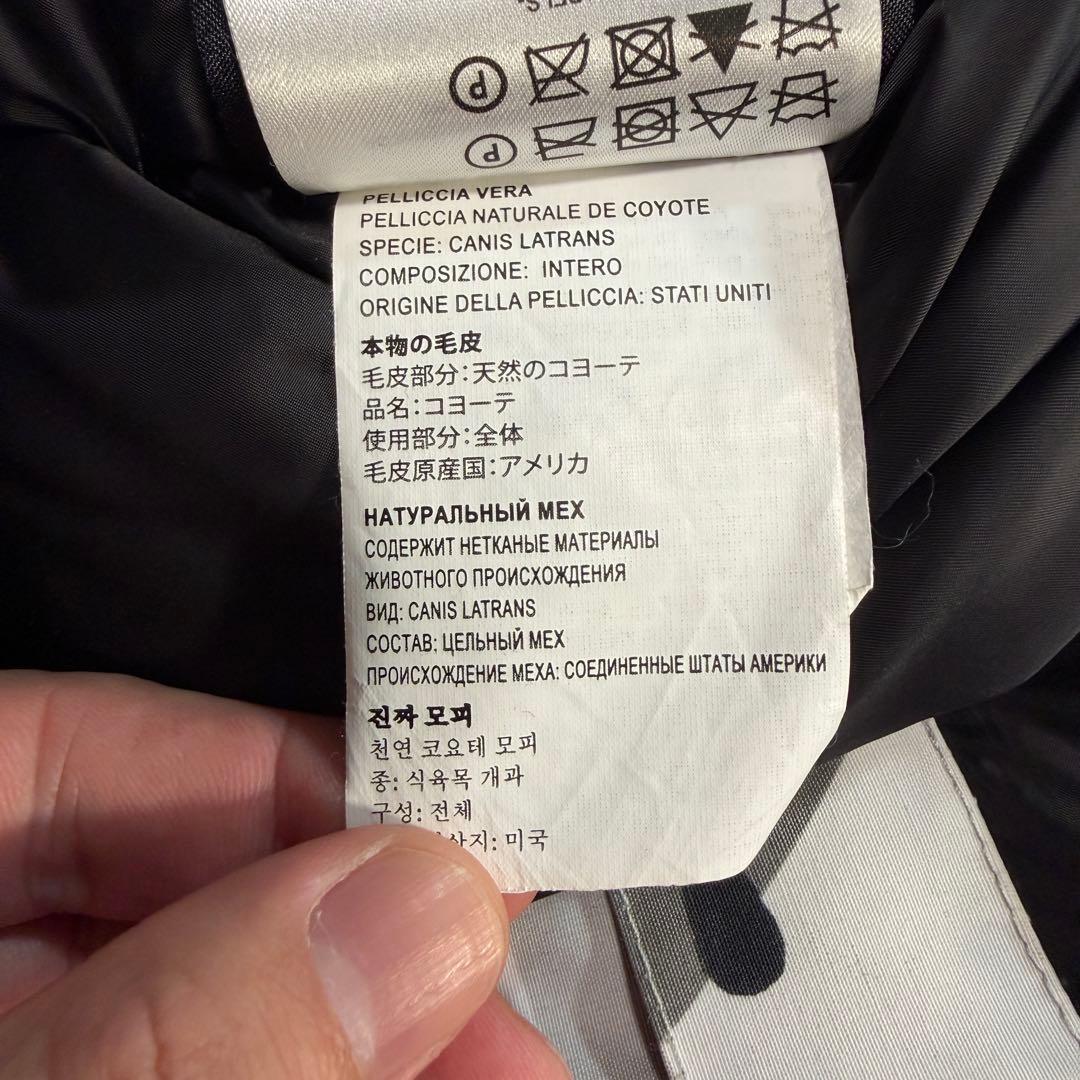 PELLICCIA VERA
PELLICCIA NATURALE DE COYOTE
SPECIE: CANIS LATRANS
COMPOSIZIONE: INTERO
ORIGINE DELLA PELLICCIA: STATI UNITI
本物の毛皮
毛皮部分:天然のコヨーテ
品名:コヨーテ
使用部分:全体
毛皮原産国:アメリカ
НАТУРАЛЬНЫЙ МЕХ
СОДЕРЖИТ НЕТКАНЫЕ МАТЕРИАЛЫ
ЖИВОТНОГО ПРОИСХОЖДЕНИЯ
ВИД: CANIS LATRANS
СОСТАВ: ЦЕЛЬНЫЙ МЕХ
ПРОИСХОЖДЕНИЕ МЕХА: СОЕДИНЕННЫЕ ШТАТЫ АМЕРИКИ
진짜 모피
천연 코요테 모피
종: 식육목 개과
구성: 전체
미국
P
P